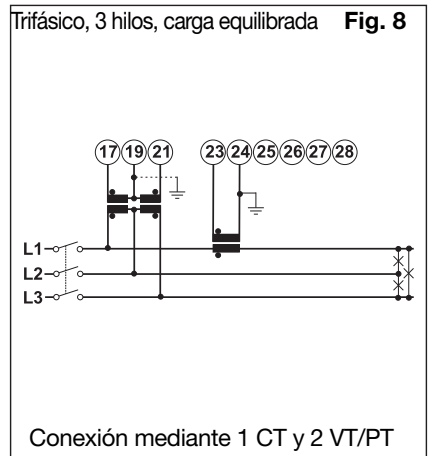 Trifásico, 3 hilos, carga equilibrada Fig. 8
17 19 21 23 24 25 26 27 28
L1
L2
L3
Conexión mediante 1 CT y 2 VT/PT